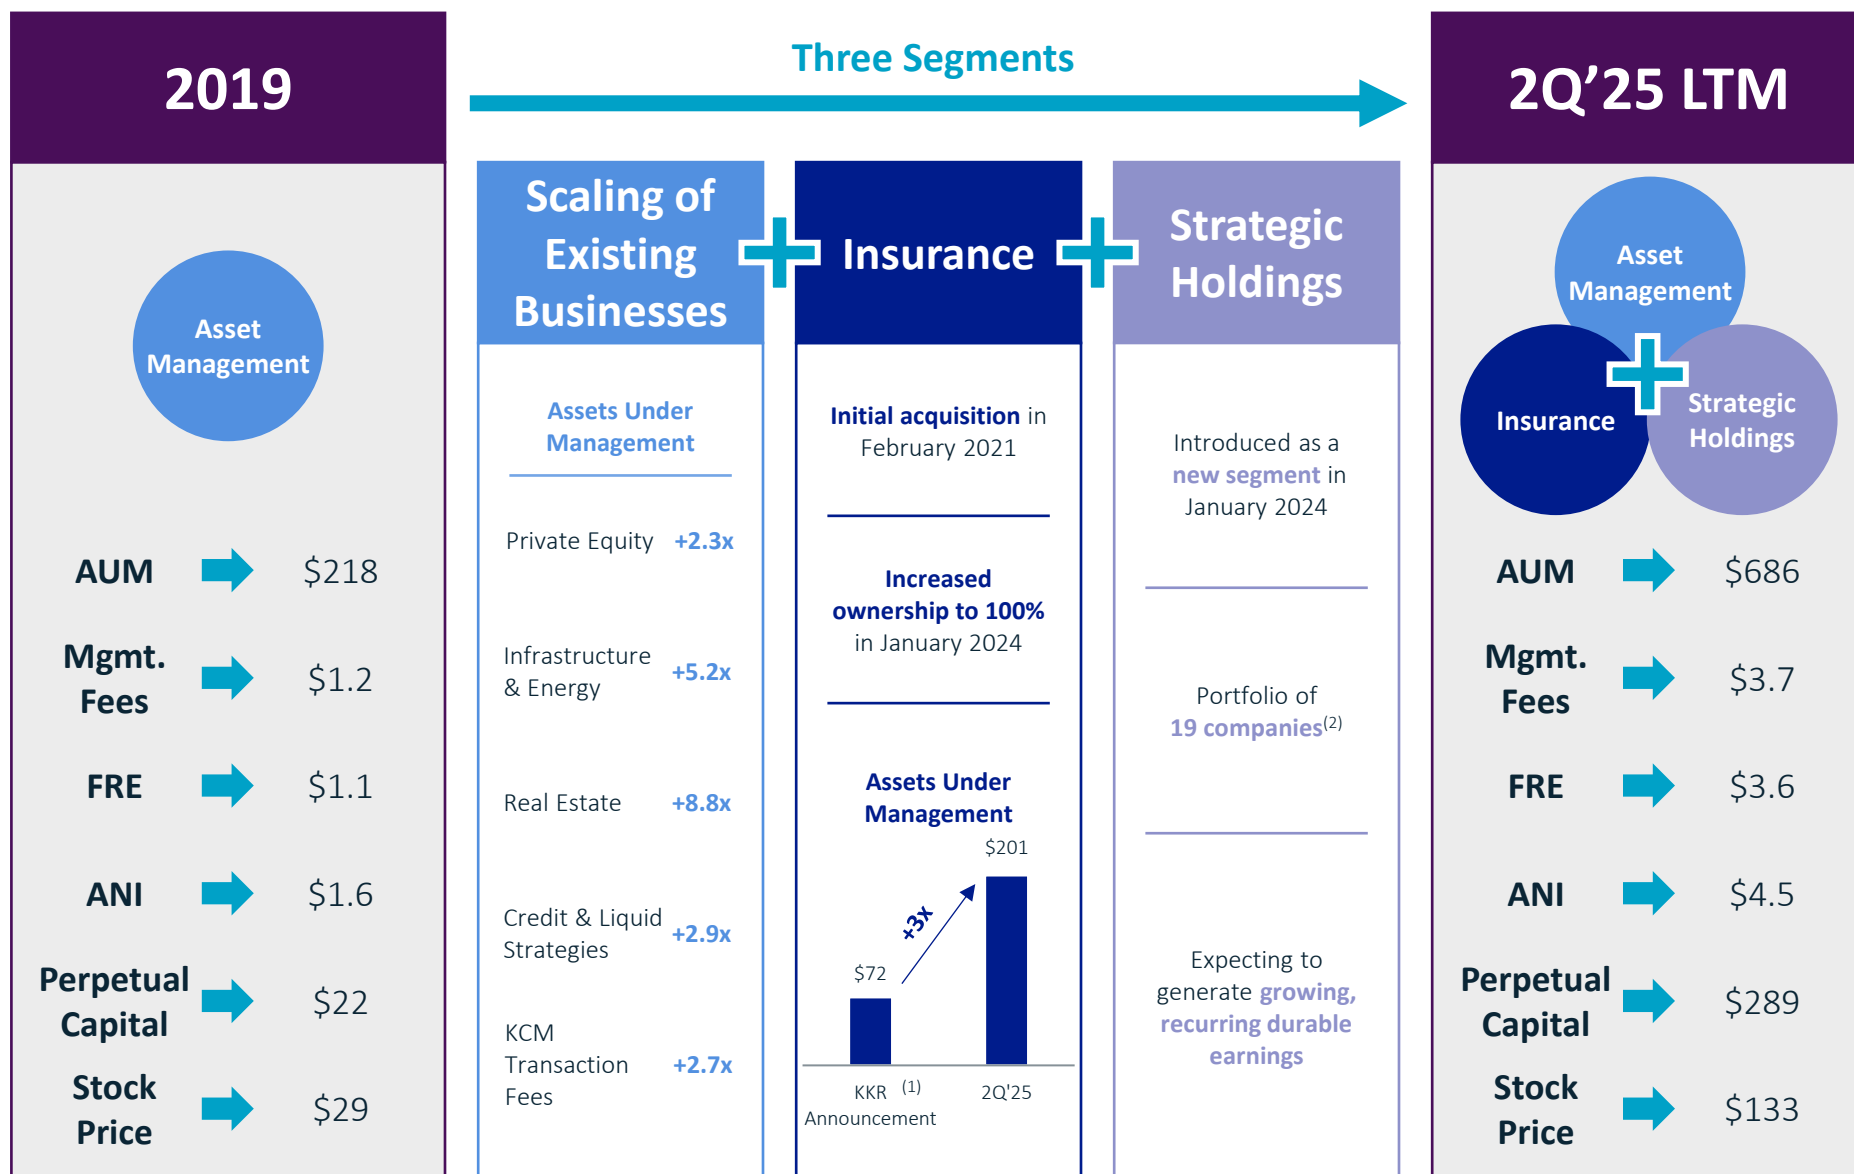 2019
Asset
Management
AUM $218
Mgmt.
Fees
$1.2
FRE $1.1
ANI $1.6
Perpetual
Capital
$22
Stock
Price
$29
Three Segments
Scaling of
Existing
Businesses
Assets Under
Management
Private Equity +2.3x
Infrastructure
& Energy
+5.2x
Real Estate +8.8x
Credit & Liquid
Strategies
+2.9x
KCM
Transaction
Fees
+2.7x
Insurance
Initial acquisition in
February 2021
Increased
ownership to 100%
in January 2024
Assets Under
Management
$201
+3x
$72
KKR (1)
Announcement
2Q'25
Strategic
Holdings
Introduced as a
new segment in
January 2024
Portfolio of
19 companies(2)
Expecting to
generate growing,
recurring durable
earnings
2Q’25 LTM
Asset
Management
Insurance
Strategic
Holdings
AUM $686
Mgmt.
Fees
$3.7
FRE $3.6
ANI $4.5
Perpetual
Capital
$289
Stock
Price
$133